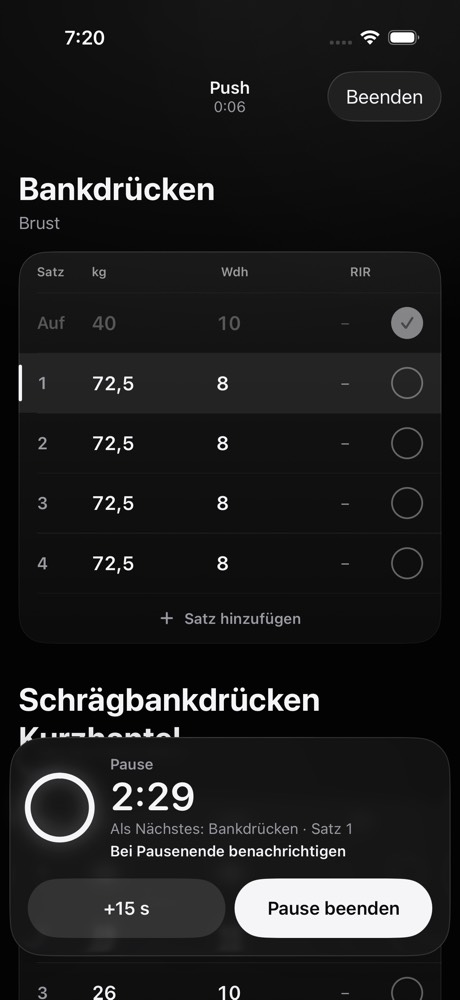 7:20
Push
0:06
Beenden
Bankdrücken
Brust
Satz kg Wdh RIR
Auf 40 10 –
1 72,5 8 –
2 72,5 8 –
3 72,5 8 –
4 72,5 8 –
+ Satz hinzufügen
Schrägbankdrücken
Kurzhantel
Pause
2:29
Als Nächstes: Bankdrücken · Satz 1
Bei Pausenende benachrichtigen
+15 s Pause beenden
3 26 10 –